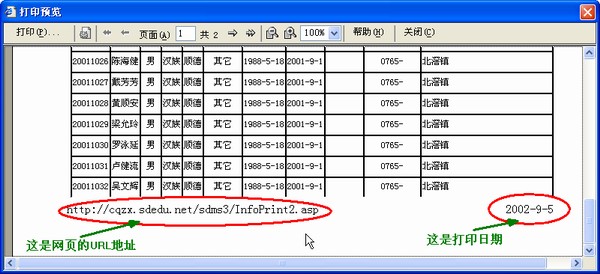 打印预览
打印(P)... 页面(A) 1 共 2 100% 帮助(H) 关闭(C)
20011026 陈海健 男 汉族 顺德 其它 1988-5-18 2001-9-1 0765- 北滘镇
20011027 戴芳芳 男 汉族 顺德 其它 1988-5-18 2001-9-1 0765- 北滘镇
20011028 黄顺安 男 汉族 顺德 其它 1988-5-18 2001-9-1 0765- 北滘镇
20011029 梁允玲 男 汉族 顺德 其它 1988-5-18 2001-9-1 0765- 北滘镇
20011030 罗泳延 男 汉族 顺德 其它 1988-5-18 2001-9-1 0765- 北滘镇
20011031 卢健流 男 汉族 顺德 其它 1988-5-18 2001-9-1 0765- 北滘镇
20011032 吴文辉 男 汉族 顺德 其它 1988-5-18 2001-9-1 0765- 北滘镇
http://cqzx.sdedu.net/sdms3/InfoPrint2.asp 2002-9-5
这是网页的URL地址 这是打印日期